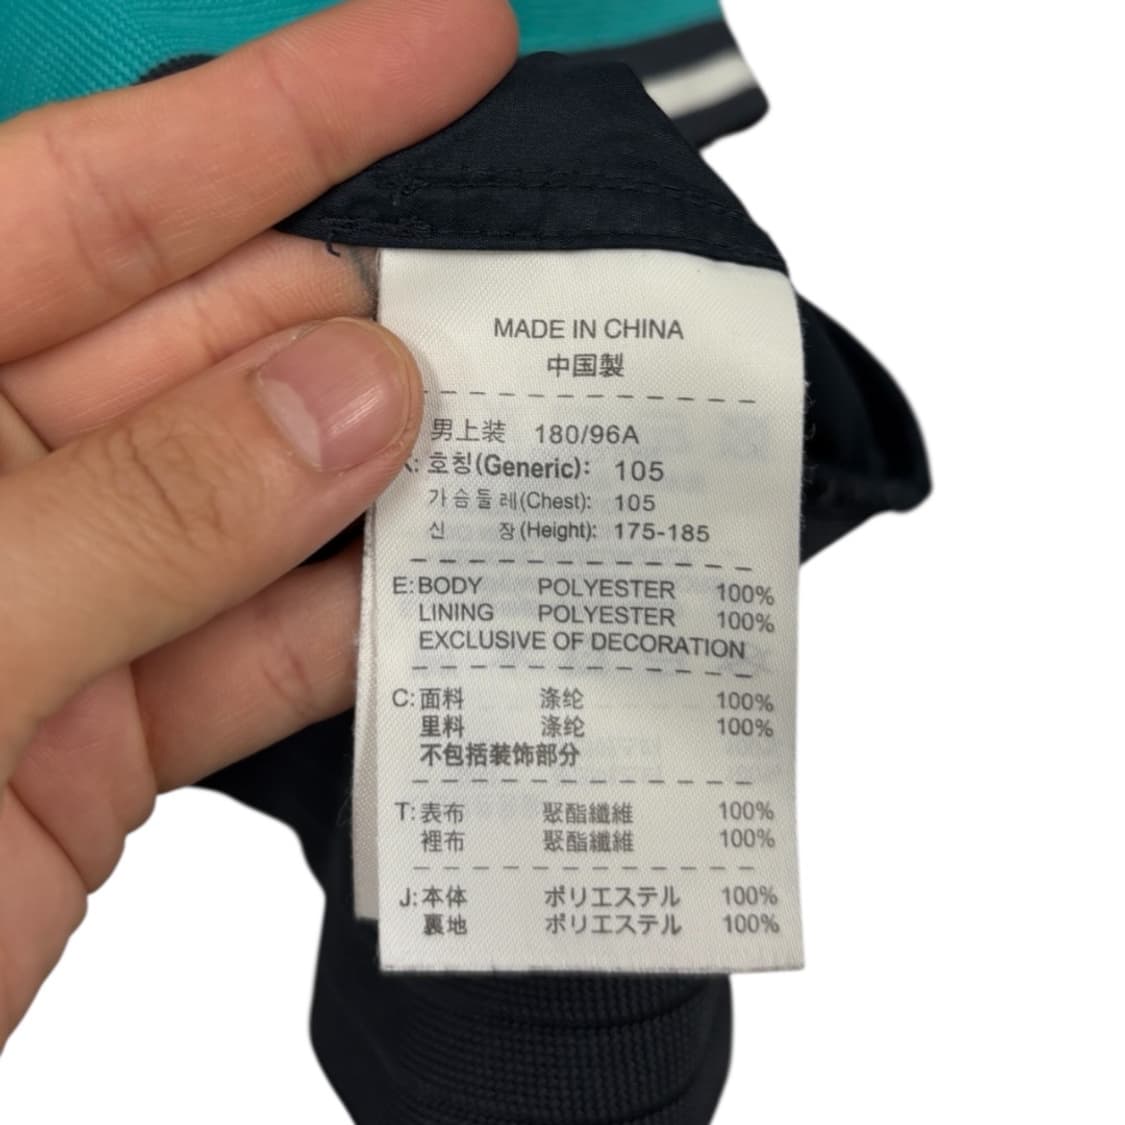 MADE IN CHINA
中国製
男上装 180/96A
K: 호칭(Generic): 105
가슴둘레(Chest): 105
신 장(Height): 175-185
E: BODY POLYESTER 100%
LINING POLYESTER 100%
EXCLUSIVE OF DECORATION
C: 面料 涤纶 100%
里料 涤纶 100%
不包括装饰部分
T: 表布 聚酯纖維 100%
裡布 聚酯纖維 100%
J: 本体 ポリエステル 100%
裏地 ポリエステル 100%